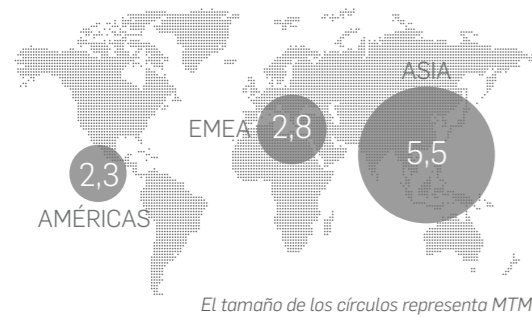 ASIA
EMEA
2,8
5,5
2,3
AMÉRICAS
El tamaño de los círculos representa MTM